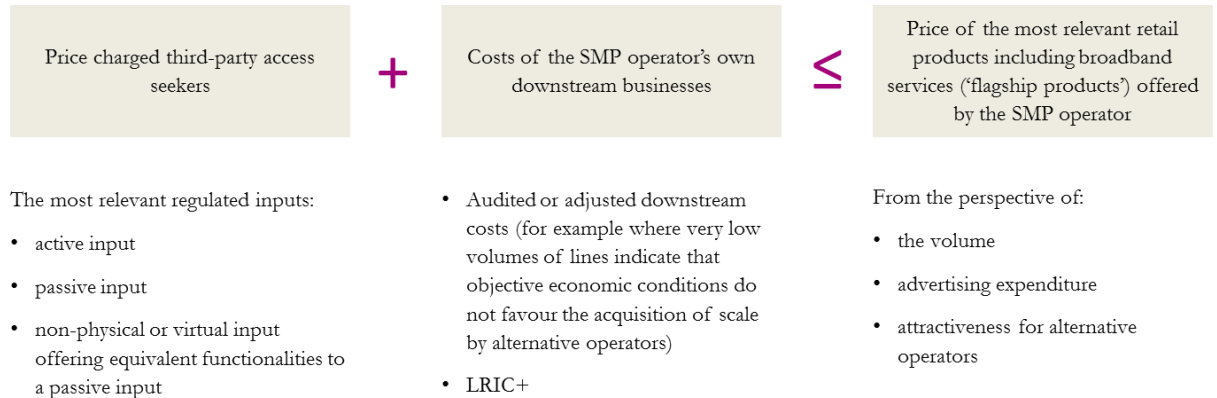 Price charged third-party access
seekers
+
Costs of the SMP operator's own
downstream businesses
≤
Price of the most relevant retail
products including broadband
services ('flagship products') offered
by the SMP operator
The most relevant regulated inputs:
• active input
• passive input
• non-physical or virtual input
offering equivalent functionalities to
a passive input
• Audited or adjusted downstream
costs (for example where very low
volumes of lines indicate that
objective economic conditions do
not favour the acquisition of scale
by alternative operators)
• LRIC+
From the perspective of:
• the volume
• advertising expenditure
• attractiveness for alternative
operators